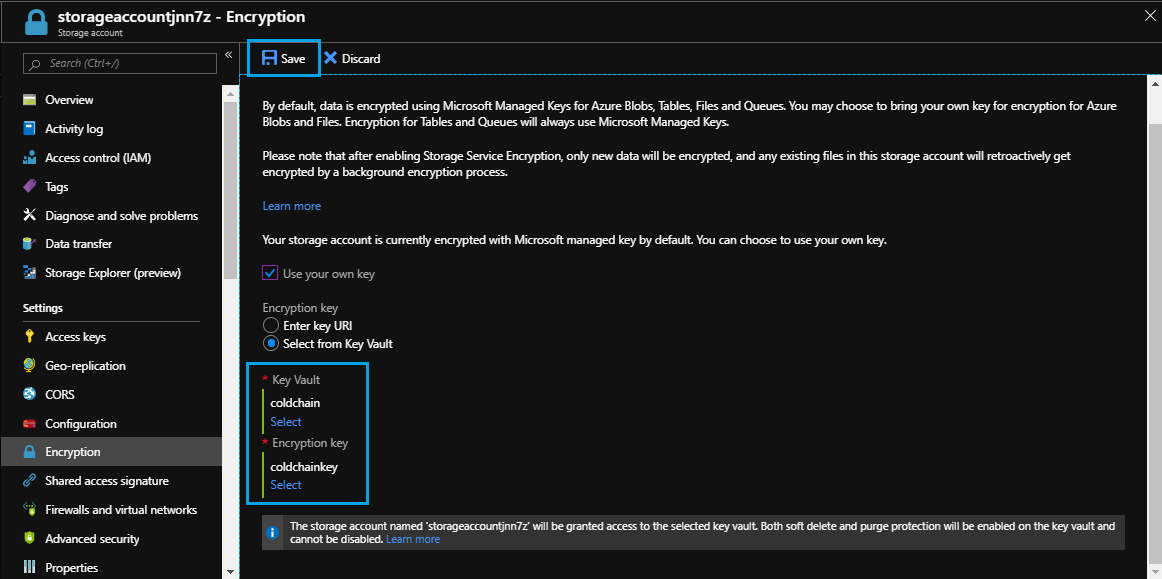 storageaccountjnn7z - Encryption
Storage account
Search (Ctrl+/)
«
Overview
Activity log
Access control (IAM)
Tags
Diagnose and solve problems
Data transfer
Storage Explorer (preview)
Settings
Access keys
Geo-replication
CORS
Configuration
Encryption
Shared access signature
Firewalls and virtual networks
Advanced security
Properties
Save
Discard
By default, data is encrypted using Microsoft Managed Keys for Azure Blobs, Tables, Files and Queues. You may choose to bring your own key for encryption for Azure
Blobs and Files. Encryption for Tables and Queues will always use Microsoft Managed Keys.
Please note that after enabling Storage Service Encryption, only new data will be encrypted, and any existing files in this storage account will retroactively get
encrypted by a background encryption process.
Learn more
Your storage account is currently encrypted with Microsoft managed key by default. You can choose to use your own key.
Use your own key
Encryption key
Enter key URI
Select from Key Vault
* Key Vault
coldchain
Select
* Encryption key
coldchainkey
Select
The storage account named 'storageaccountjnn7z' will be granted access to the selected key vault. Both soft delete and purge protection will be enabled on the key vault and
cannot be disabled. Learn more